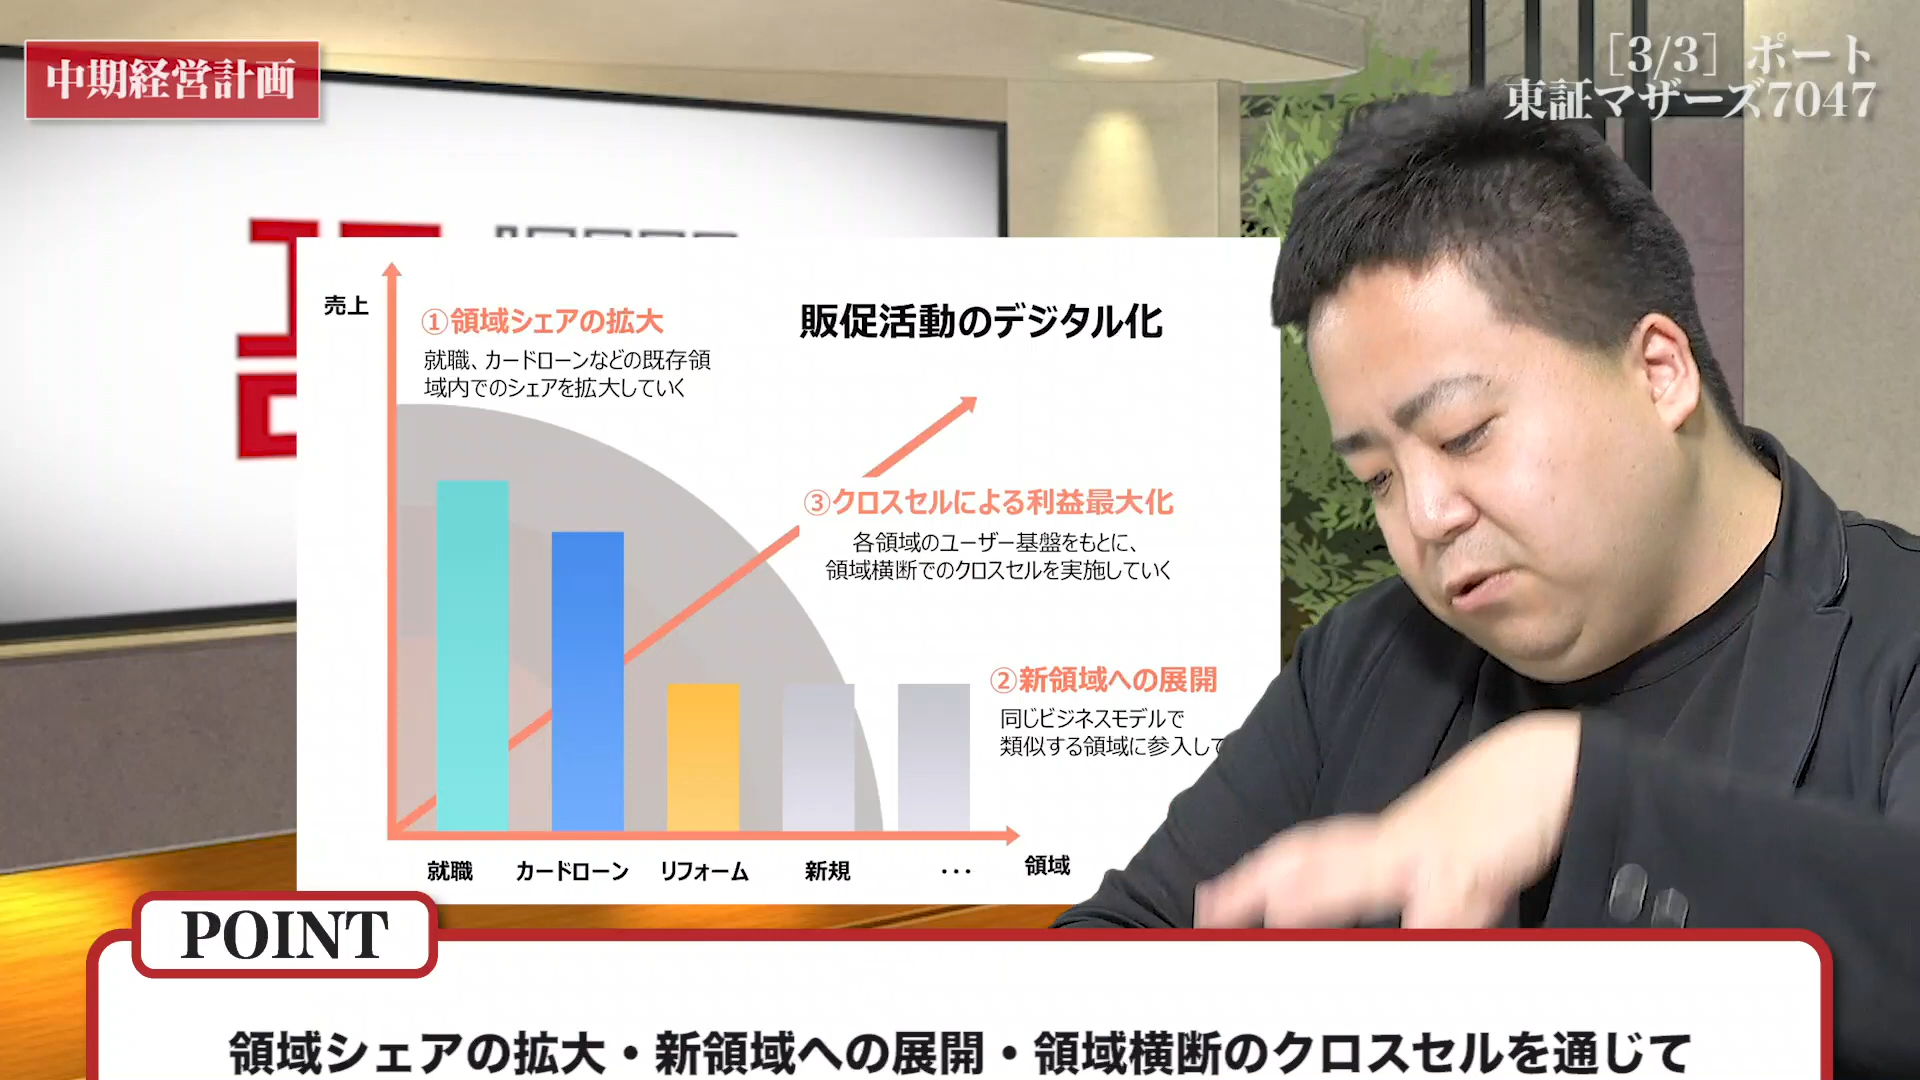 中期経営計画
［3/3］ポート
東証マザーズ7047
売上
①領域シェアの拡大
就職、カードローンなどの既存領
域内でのシェアを拡大していく
販促活動のデジタル化
③クロスセルによる利益最大化
各領域のユーザー基盤をもとに、
領域横断でのクロスセルを実施していく
②新領域への展開
同じビジネスモデルで
類似する領域に参入して
就職
カードローン
リフォーム
新規
・・・
領域
POINT
領域シェアの拡大・新領域への展開・領域横断のクロスセルを通じて